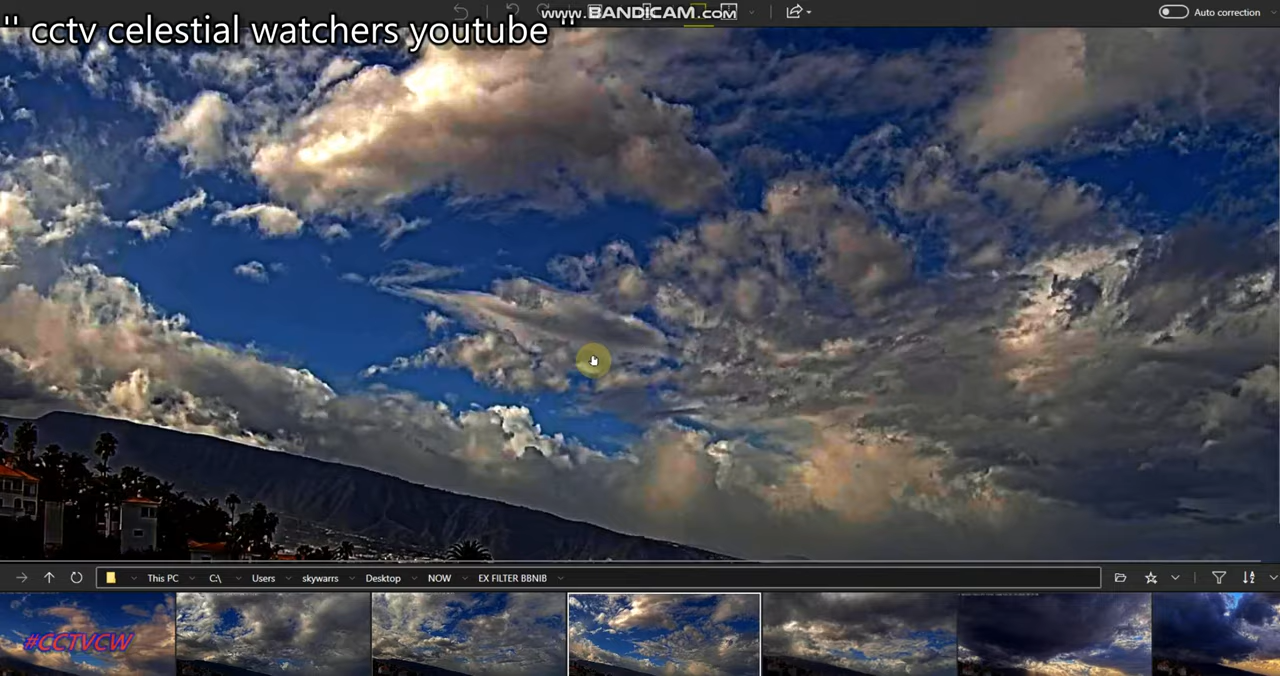 www.BANDICAM.com
Auto correction
" cctv celestial watchers youtube "
This PC
C:\
Users
skywarrs
Desktop
NOW
EX FILTER BBNIB
#CCTVCW